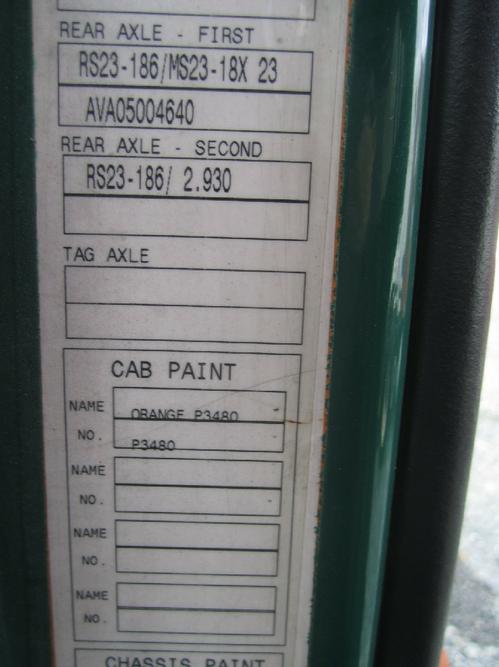 REAR AXLE - FIRST
RS23-186/MS23-18X 23
AVA05004640
REAR AXLE - SECOND
RS23-186/ 2.930
TAG AXLE
CAB PAINT
NAME ORANGE P3480
NO. P3480
NAME
NO.
NAME
NO.
NAME
NO.
CHASSIS PAINT